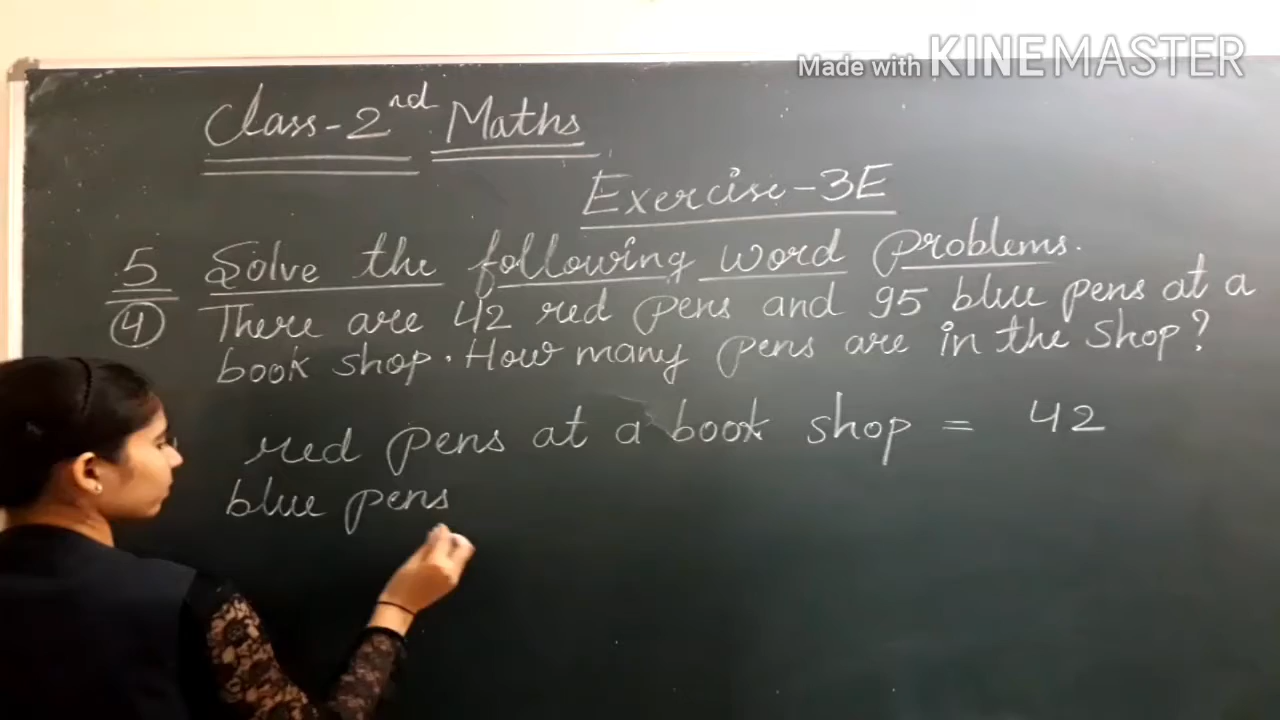 Made with KINEMASTER
Class-2nd Maths
Exercise-3E
5 Solve the following word problems.
4 There are 42 red pens and 95 blue pens at a
book shop. How many pens are in the shop?
red pens at a book shop = 42
blue pens